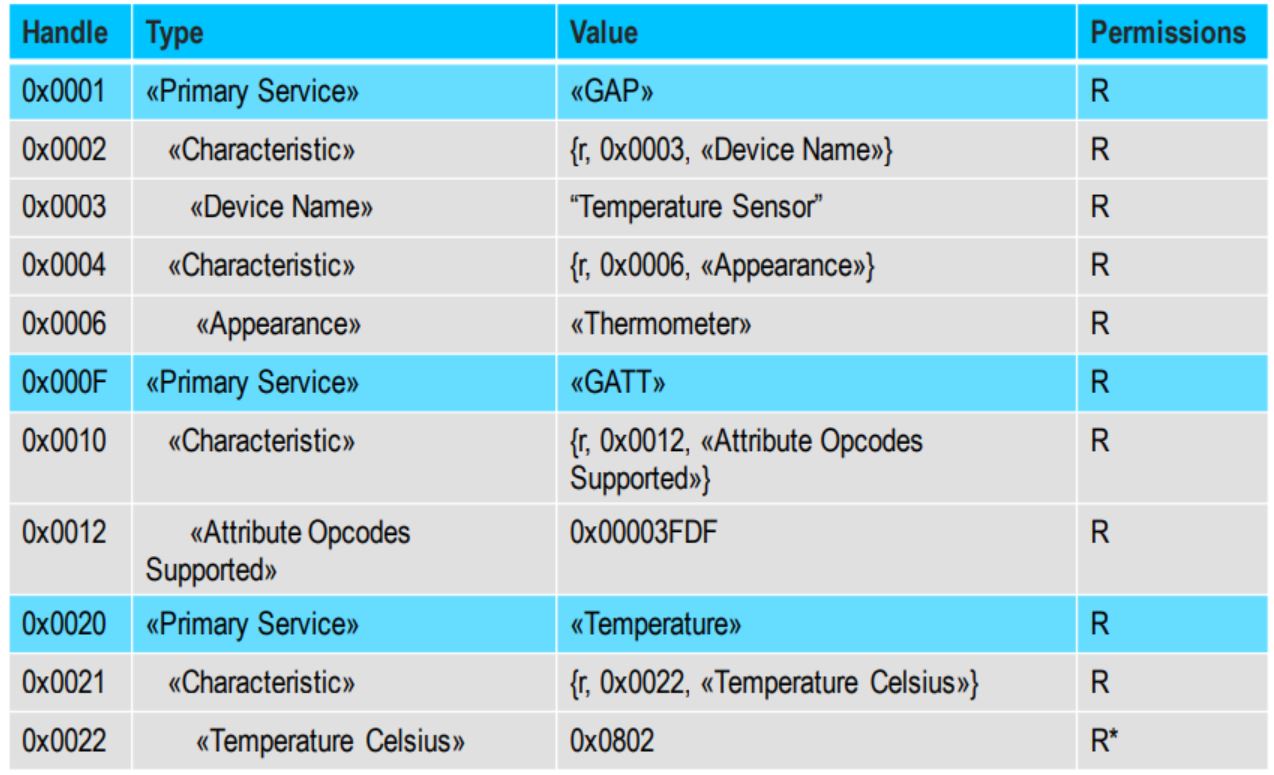 Handle Type Value Permissions
0x0001 «Primary Service» «GAP» R
0x0002 «Characteristic» {r, 0x0003, «Device Name»} R
0x0003 «Device Name» “Temperature Sensor” R
0x0004 «Characteristic» {r, 0x0006, «Appearance»} R
0x0006 «Appearance» «Thermometer» R
0x000F «Primary Service» «GATT» R
0x0010 «Characteristic» {r, 0x0012, «Attribute Opcodes R
Supported»}
0x0012 «Attribute Opcodes 0x00003FDF R
Supported»
0x0020 «Primary Service» «Temperature» R
0x0021 «Characteristic» {r, 0x0022, «Temperature Celsius»} R
0x0022 «Temperature Celsius» 0x0802 R*